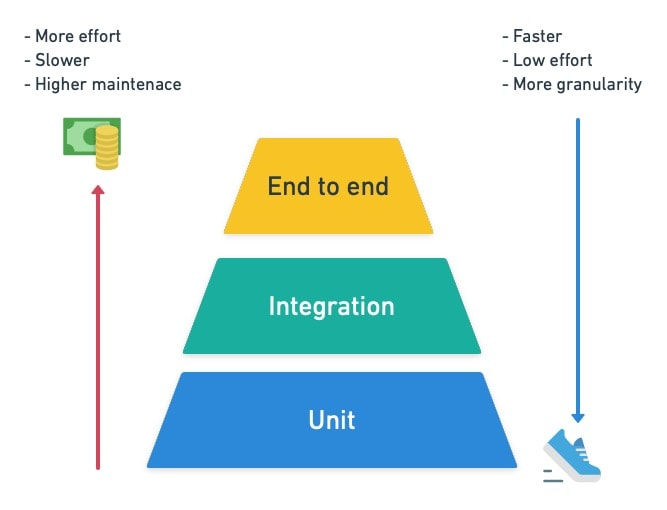 - More effort
- Slower
- Higher maintenace
- Faster
- Low effort
- More granularity
End to end
Integration
Unit